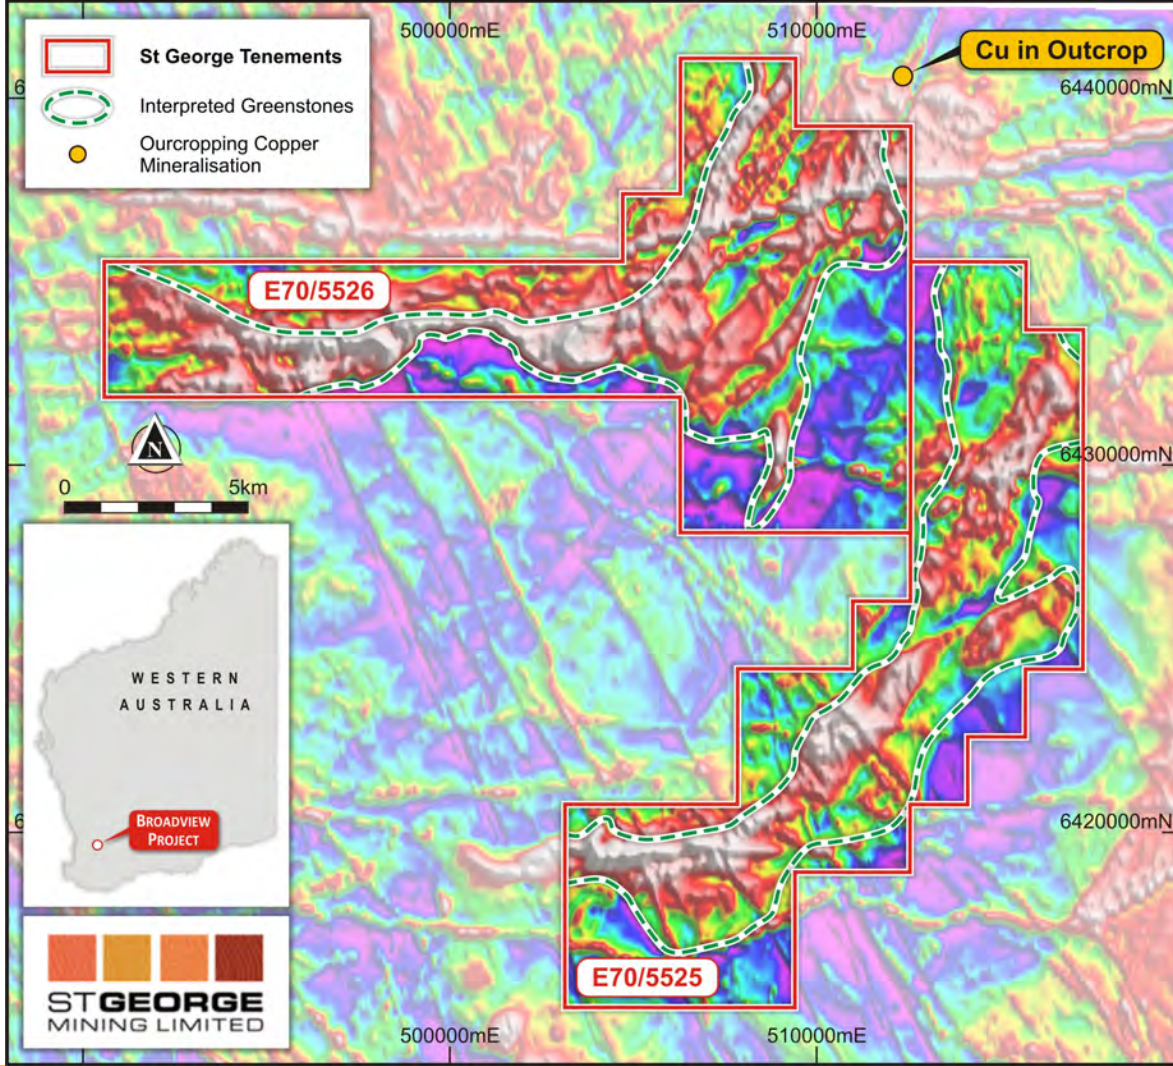 500000mE
510000mE
St George Tenements
Interpreted Greenstones
Ourcropping Copper
Mineralisation
Cu in Outcrop
6440000mN
E70/5526
N
6430000mN
0 5km
WESTERN
AUSTRALIA
BROADVIEW
PROJECT
6420000mN
E70/5525
STGEORGE
MINING LIMITED
500000mE
510000mE